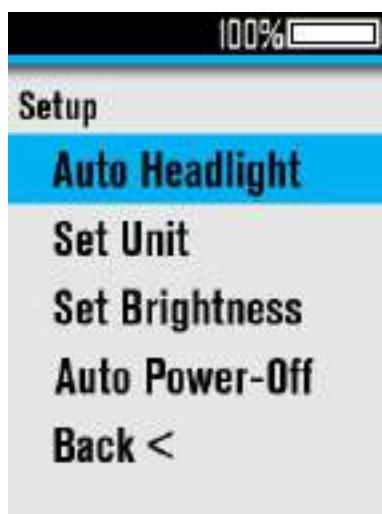 100%
Setup
Auto Headlight
Set Unit
Set Brightness
Auto Power-Off
Back <